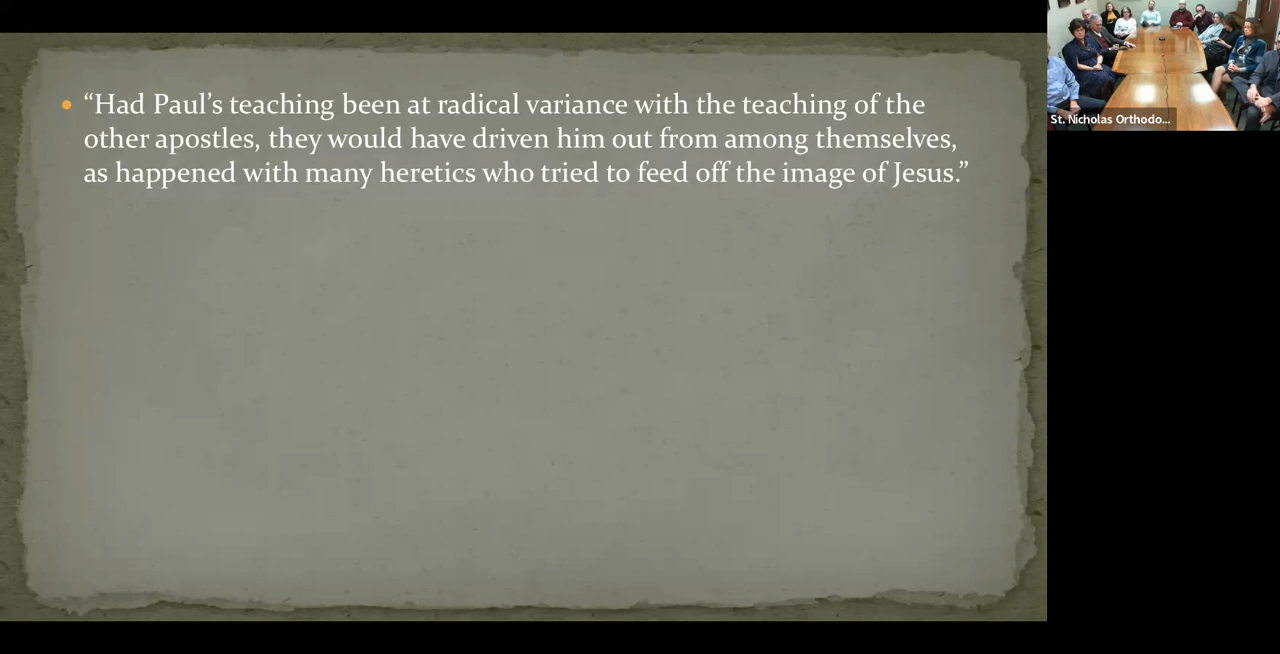 “Had Paul’s teaching been at radical variance with the teaching of the
other apostles, they would have driven him out from among themselves,
as happened with many heretics who tried to feed off the image of Jesus.”
St. Nicholas Orthodo...